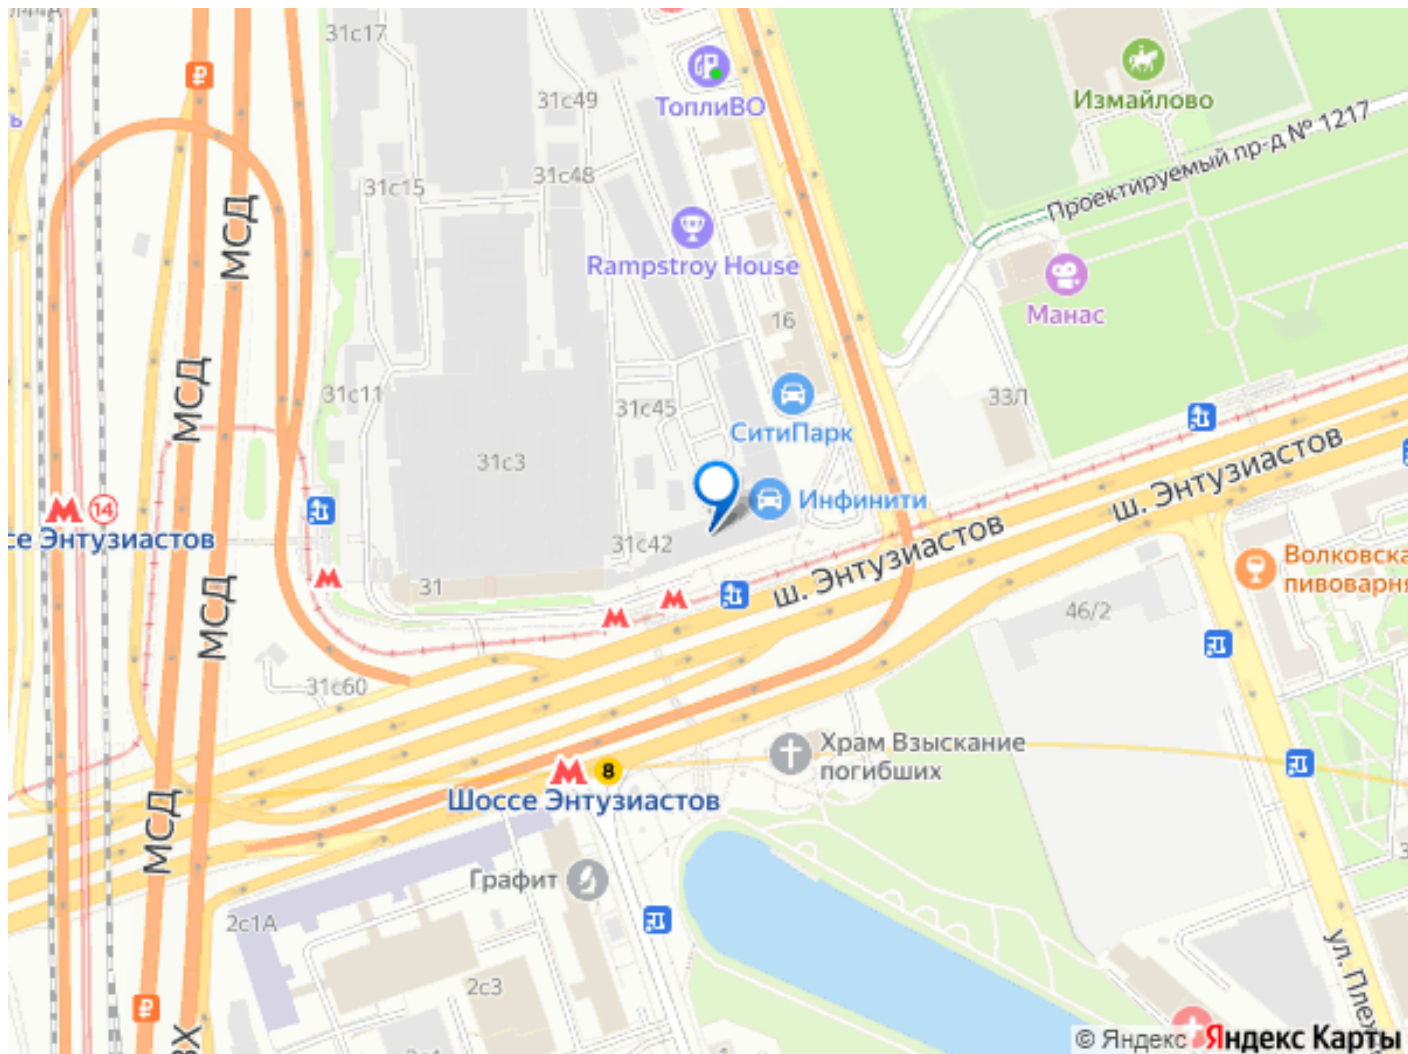 31с17
МСД
ТоплиВО
31с49
Измайлово
Проектируемый пр-д № 1217
31с48
31с15
Rampstroy House
Манас
16
МСД
31с11
31с45
СитиПарк
33Л
31с3
Инфинити
ш. Энтузиастов
ш. Энтузиастов
14
се Энтузиастов
31с42
31
Волковска
пивоварня
46/2
МСД
31с60
Храм Взыскание
погибших
8
Шоссе Энтузиастов
МСД
Графит
2с1А
2с3
ул. Плех
© Яндекс Яндекс Карты